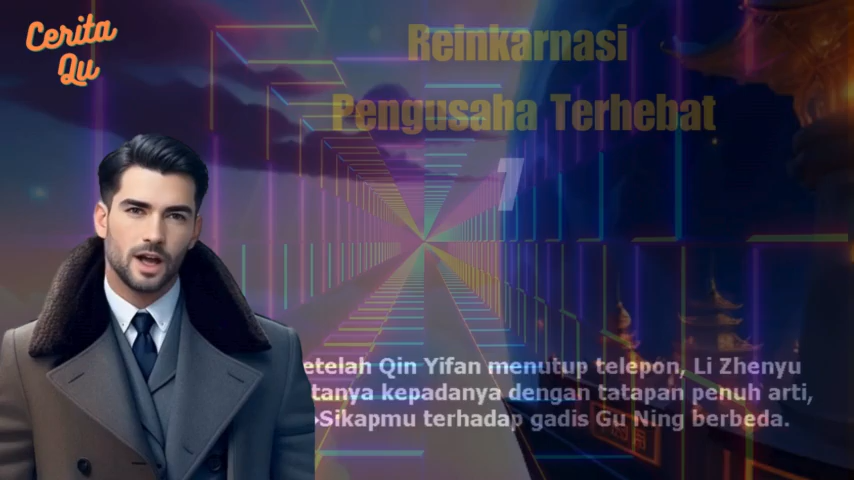 Cerita
Qu
Reinkarnasi
Pengusaha Terhebat
1
etelah Qin Yifan menutup telepon, Li Zhenyu
tanya kepadanya dengan tatapan penuh arti,
Sikapmu terhadap gadis Gu Ning berbeda.